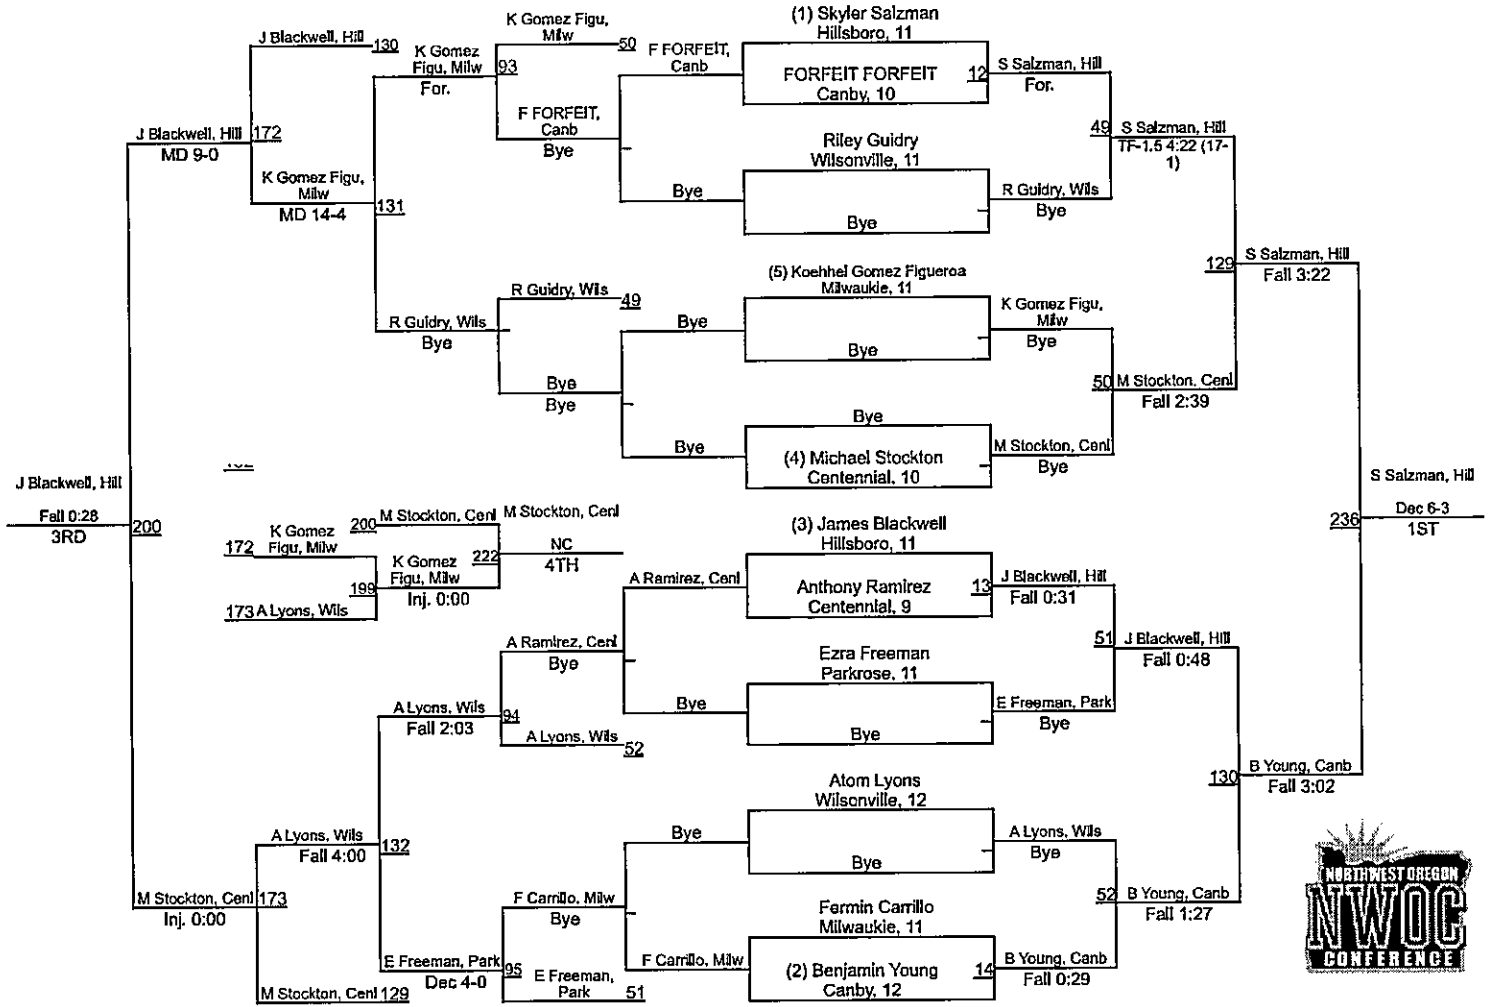 (1) Skyler Salzman
Hillsboro, 11
FORFEIT FORFEIT
Canby, 10
12
S Salzman, Hill
For.
Riley Guidry
Wilsonville, 11
Bye
R Guidry, Wils
Bye
49
S Salzman, Hill
TF-1.5 4:22 (17-
1)
(5) Koehhel Gomez Figueroa
Milwaukie, 11
Bye
K Gomez Figu,
Milw
Bye
Bye
(4) Michael Stockton
Centennial, 10
M Stockton, Cenl
Bye
50
M Stockton, Cenl
Fall 2:39
129
S Salzman, Hill
Fall 3:22
(3) James Blackwell
Hillsboro, 11
Anthony Ramirez
Centennial, 9
13
J Blackwell, Hill
Fall 0:31
Ezra Freeman
Parkrose, 11
Bye
E Freeman, Park
Bye
51
J Blackwell, Hill
Fall 0:48
Atom Lyons
Wilsonville, 12
Bye
A Lyons, Wils
Bye
Fermin Carrillo
Milwaukie, 11
(2) Benjamin Young
Canby, 12
14
B Young, Canb
Fall 0:29
52
B Young, Canb
Fall 1:27
130
B Young, Canb
Fall 3:02
236
S Salzman, Hill
Dec 6-3
1ST
J Blackwell, Hill
130
K Gomez
Figu, Milw
For.
K Gomez Figu,
Milw
50
93
F FORFEIT,
Canb
F FORFEIT,
Canb
Bye
Bye
J Blackwell, Hill
MD 9-0
172
K Gomez Figu,
Milw
MD 14-4
131
R Guidry, Wils
49
R Guidry, Wils
Bye
Bye
Bye
Bye
Bye
J Blackwell, Hill
Fall 0:28
3RD
200
200
M Stockton, Cenl
M Stockton, Cenl
172
K Gomez
Figu, Milw
K Gomez
Figu, Milw
Inj. 0:00
222
NC
4TH
199
173
A Lyons, Wils
A Ramirez, Cenl
A Ramirez, Cenl
Bye
Bye
A Lyons, Wils
Fall 2:03
94
A Lyons, Wils
52
A Lyons, Wils
Fall 4:00
132
Bye
M Stockton, Cenl
Inj. 0:00
173
F Carrillo, Milw
Bye
F Carrillo, Milw
E Freeman, Park
Dec 4-0
95
E Freeman,
Park
51
M Stockton, Cenl
129
NORTHWEST OREGON
NWOC
CONFERENCE